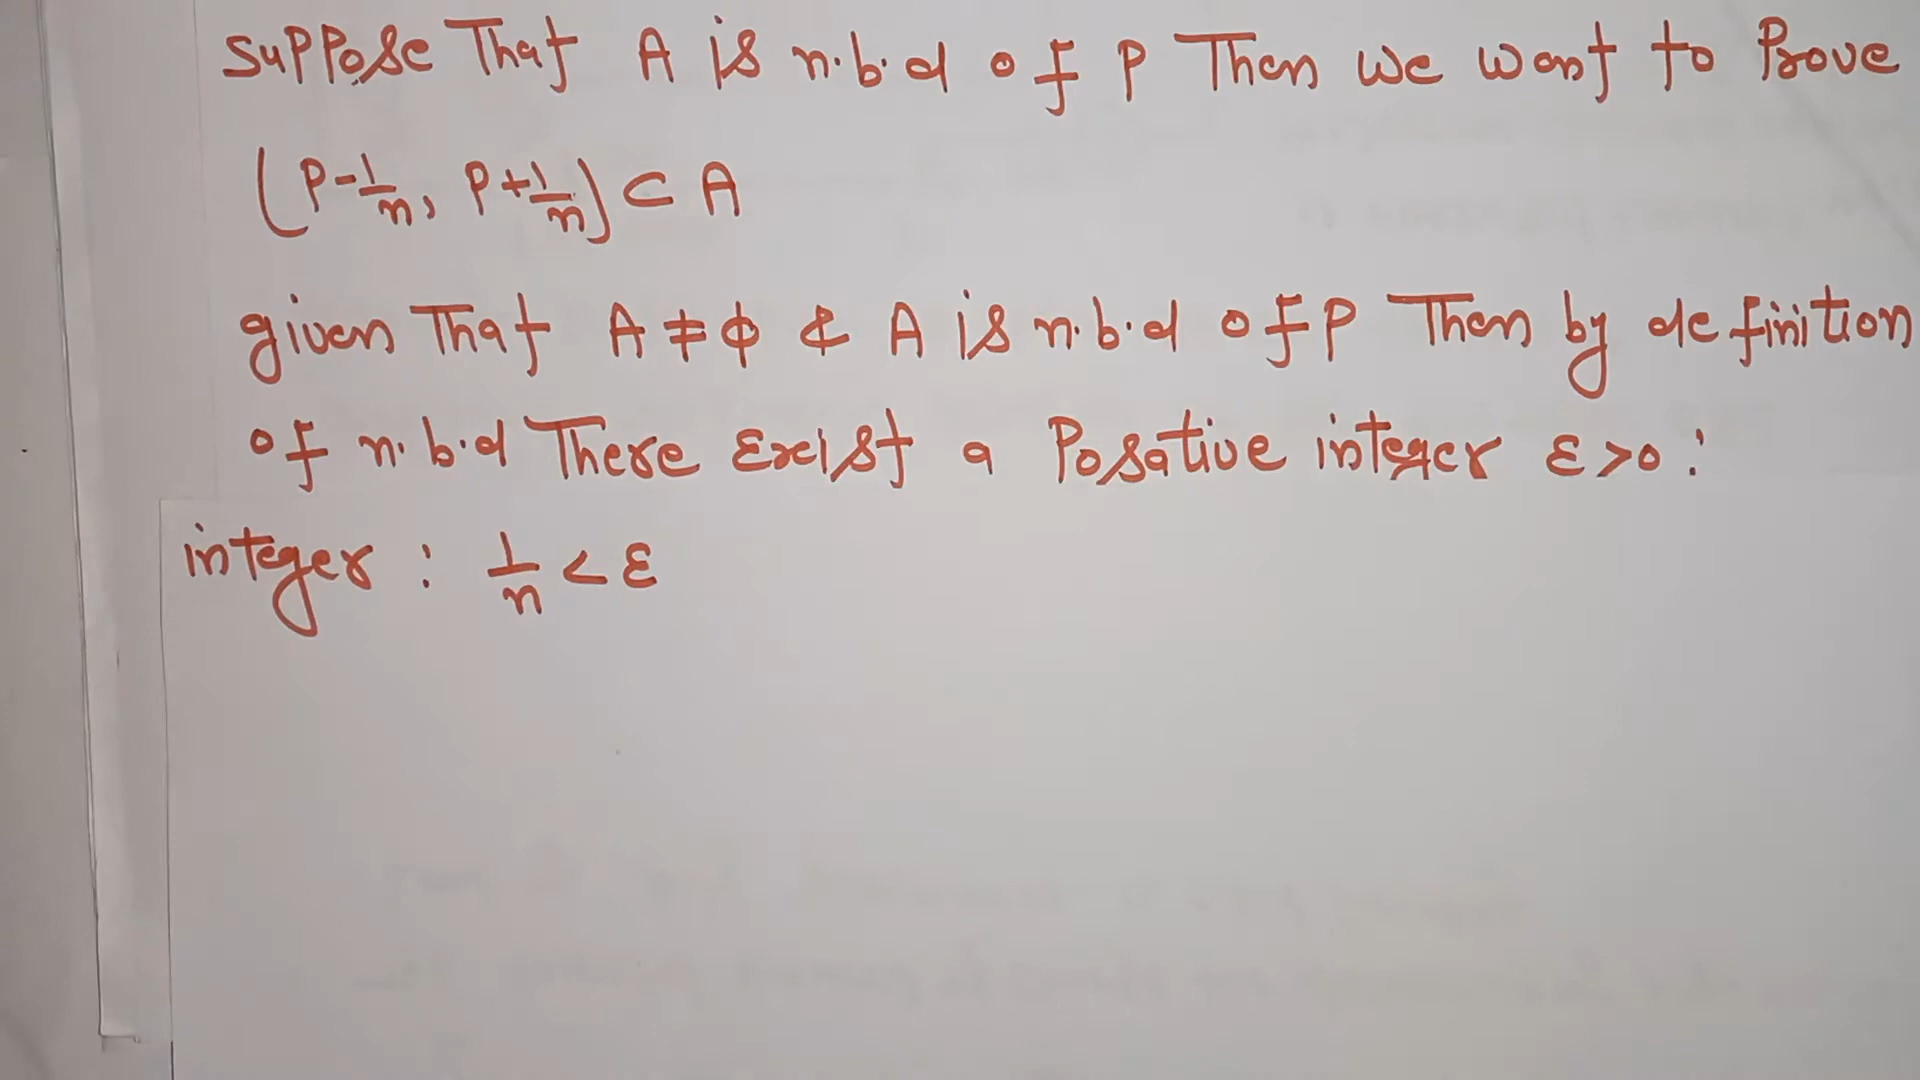 Suppose That A is n.b.d of P Then we want to Prove
(P-1/n, P+1/n) ⊂ A
given That A ≠ φ & A is n.b.d of P Then by definition
of n.b.d There Exist a Posative integer ε>0 :
integer : 1/n < ε